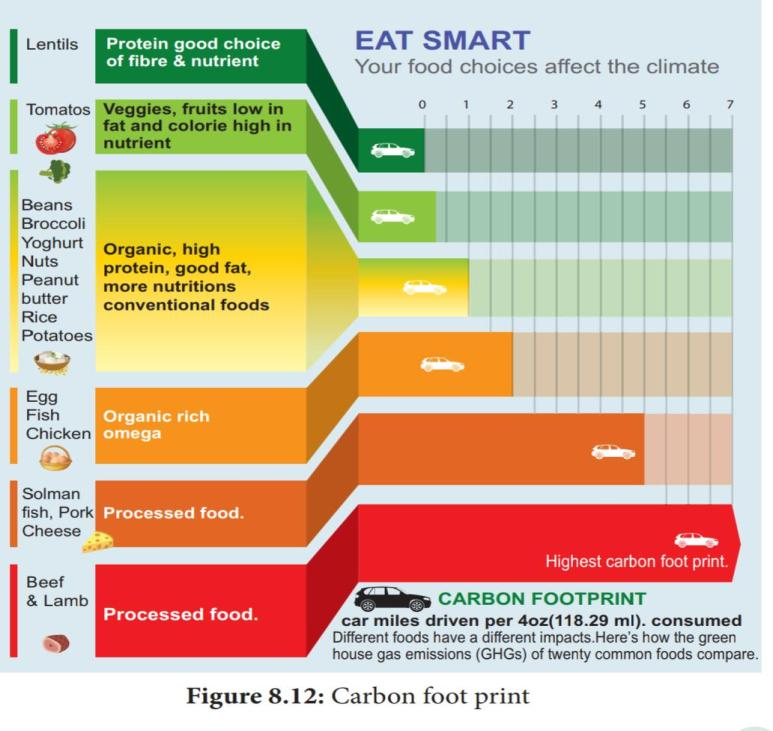 EAT SMART
Your food choices affect the climate
0 1 2 3 4 5 6 7
Lentils
Protein good choice
of fibre & nutrient
Tomatos
Veggies, fruits low in
fat and colorie high in
nutrient
Beans
Broccoli
Yoghurt
Nuts
Peanut
butter
Rice
Potatoes
Organic, high
protein, good fat,
more nutritions
conventional foods
Egg
Fish
Chicken
Organic rich
omega
Solman
fish, Pork
Cheese
Processed food.
Beef
& Lamb
Processed food.
Highest carbon foot print.
CARBON FOOTPRINT
car miles driven per 4oz(118.29 ml). consumed
Different foods have a different impacts.Here's how the green
house gas emissions (GHGs) of twenty common foods compare.
Figure 8.12: Carbon foot print